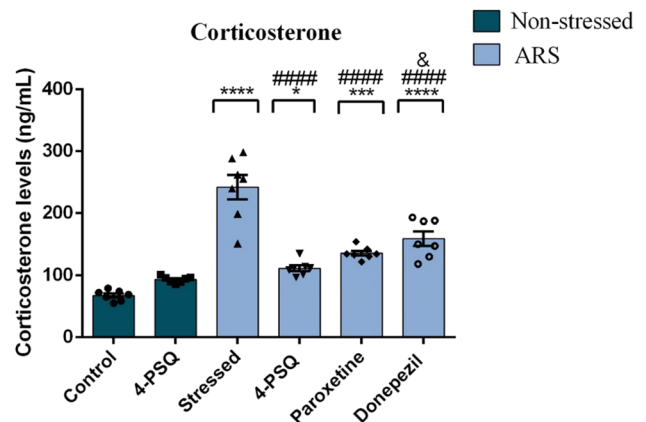 Non-stressed
ARS
Corticosterone
Corticosterone levels (ng/mL)
400
300
200
100
0
****
####
*
####
***
&
####
****
Control
4-PSQ
Stressed
4-PSQ
Paroxetine
Donepezil